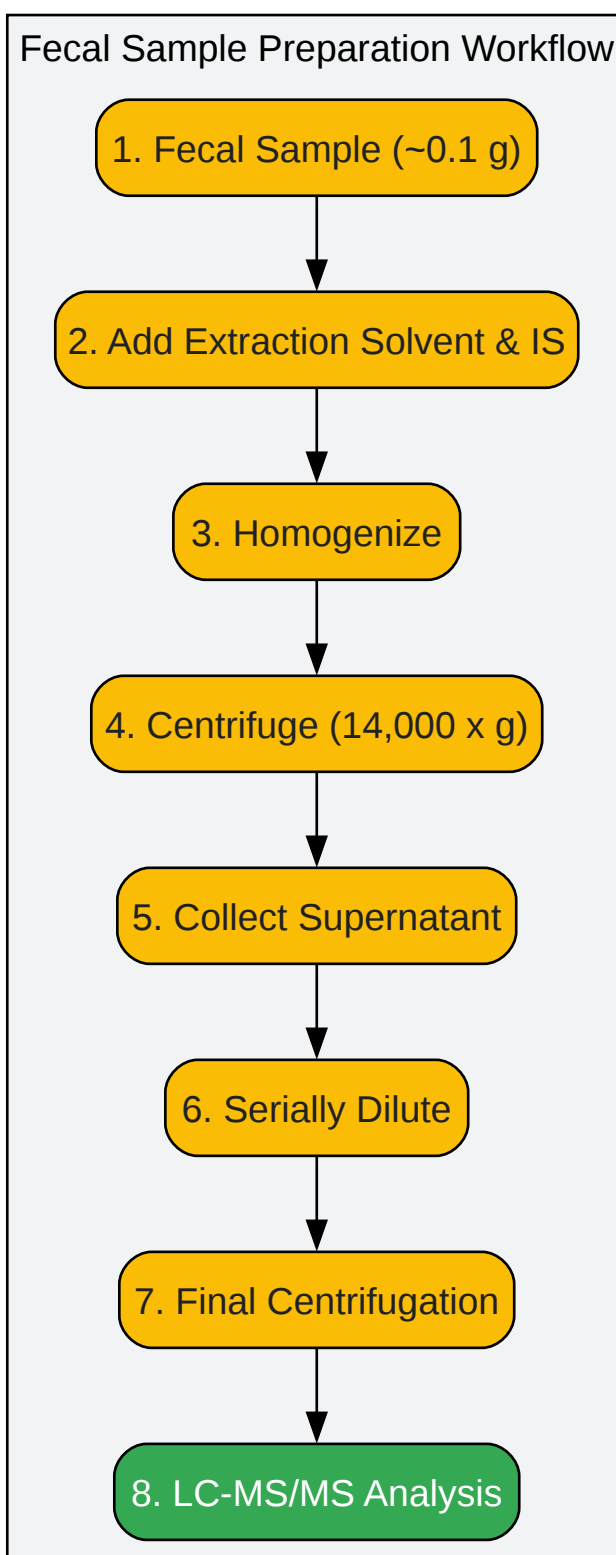 Fecal Sample Preparation Workflow
1. Fecal Sample (~0.1 g)
2. Add Extraction Solvent & IS
3. Homogenize
4. Centrifuge (14,000 x g)
5. Collect Supernatant
6. Serially Dilute
7. Final Centrifugation
8. LC-MS/MS Analysis